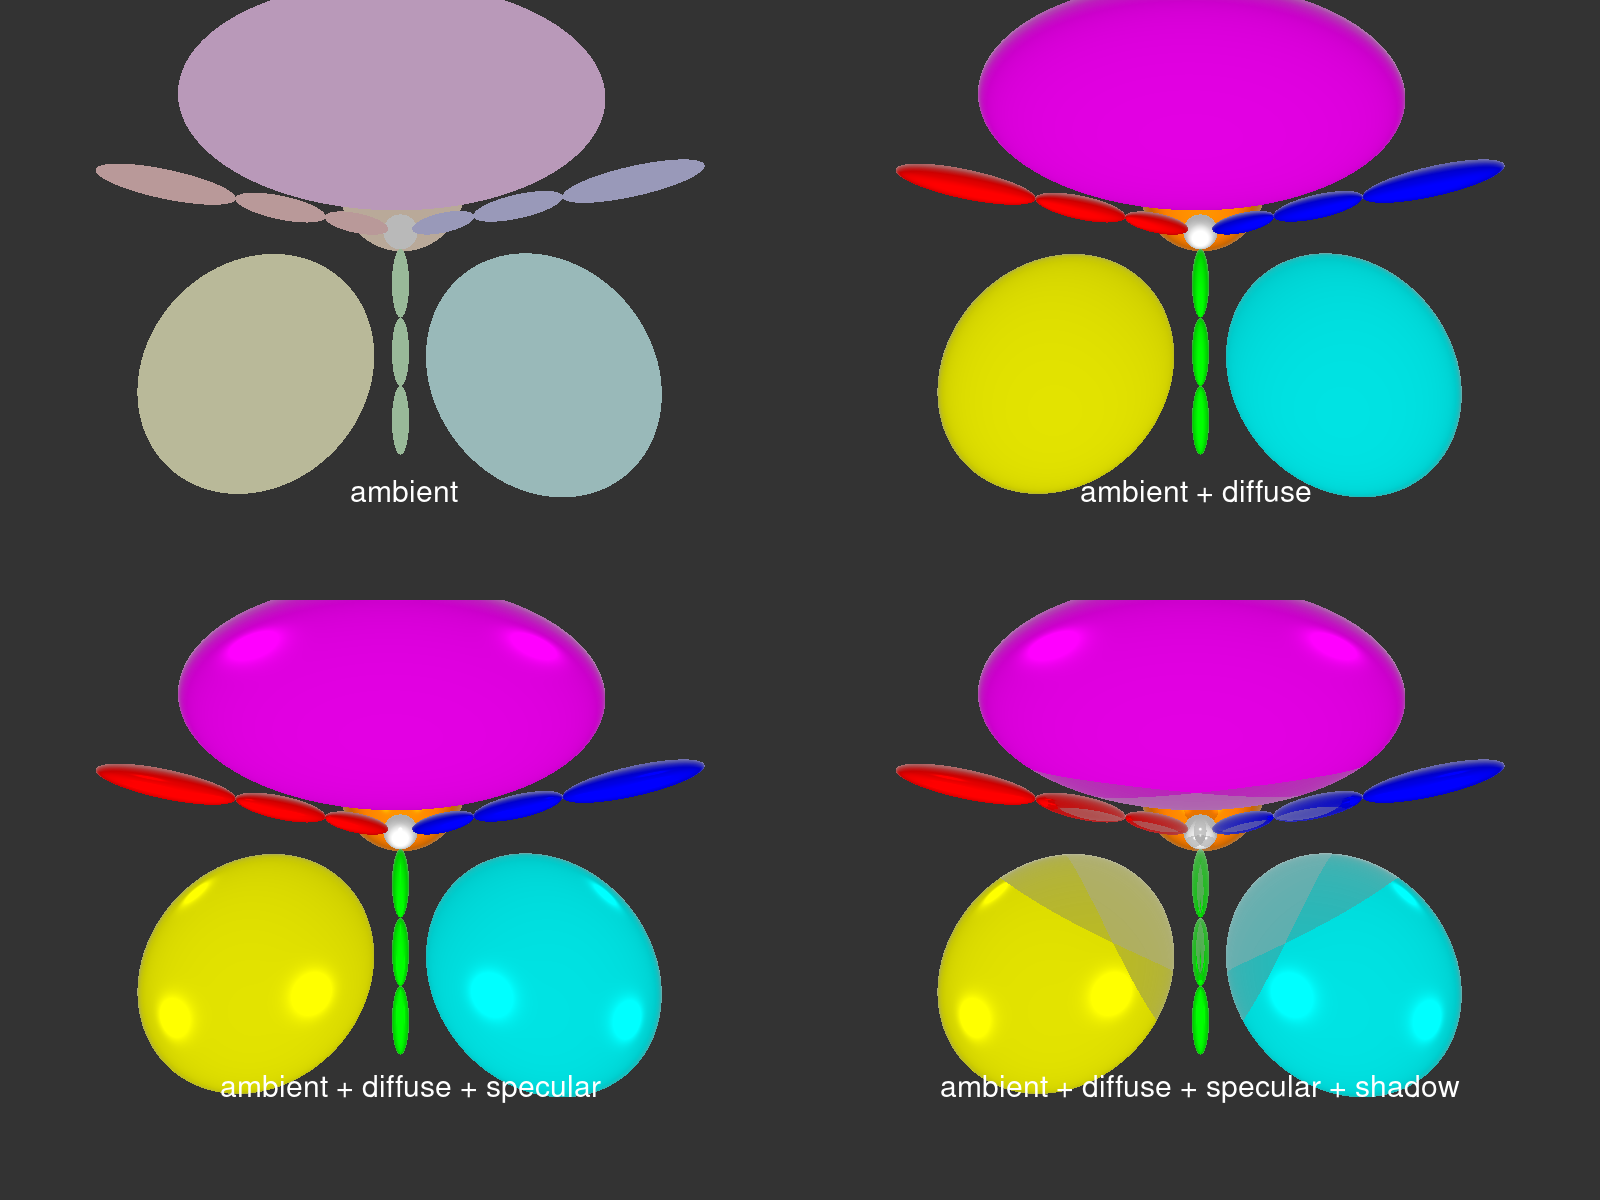 ambient
ambient + diffuse
ambient + diffuse + specular
ambient + diffuse + specular + shadow